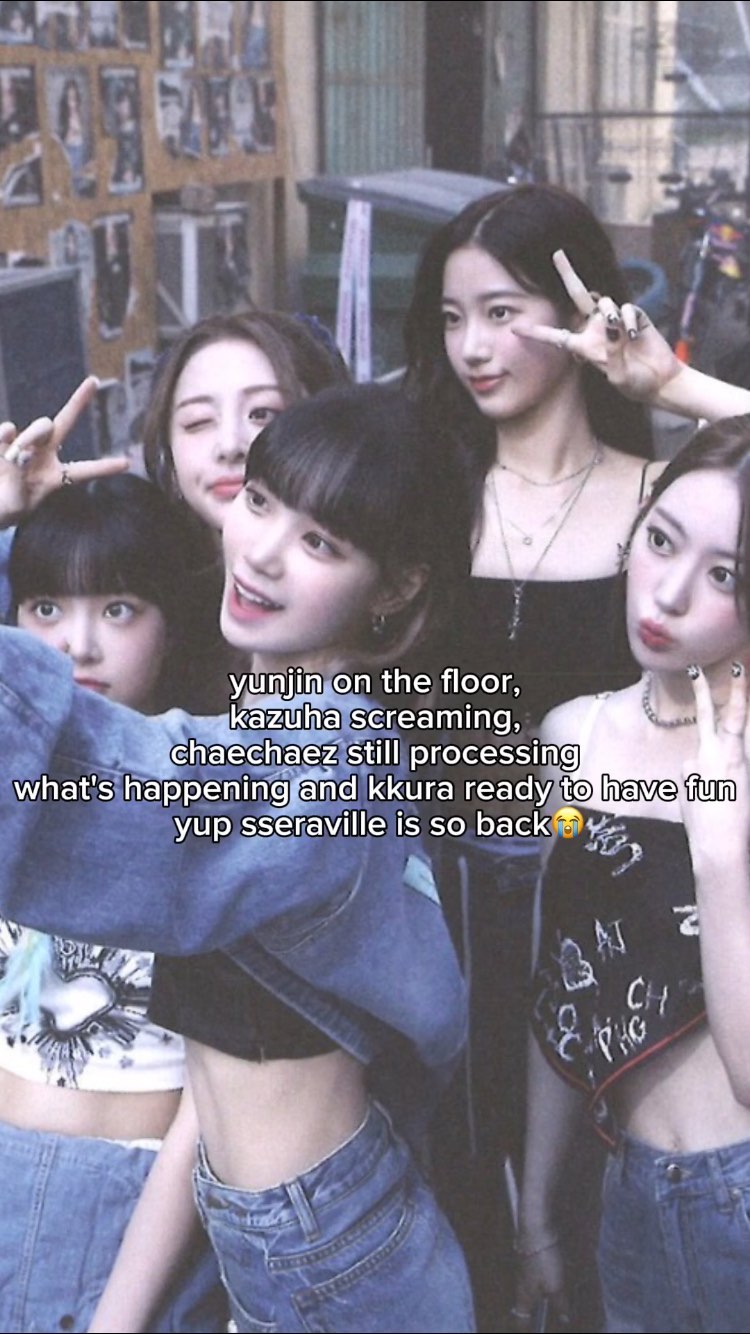 yunjin on the floor,
kazuha screaming,
chaechaez still processing
what's happening and kkura ready to have fun
yup sseraville is so back😭